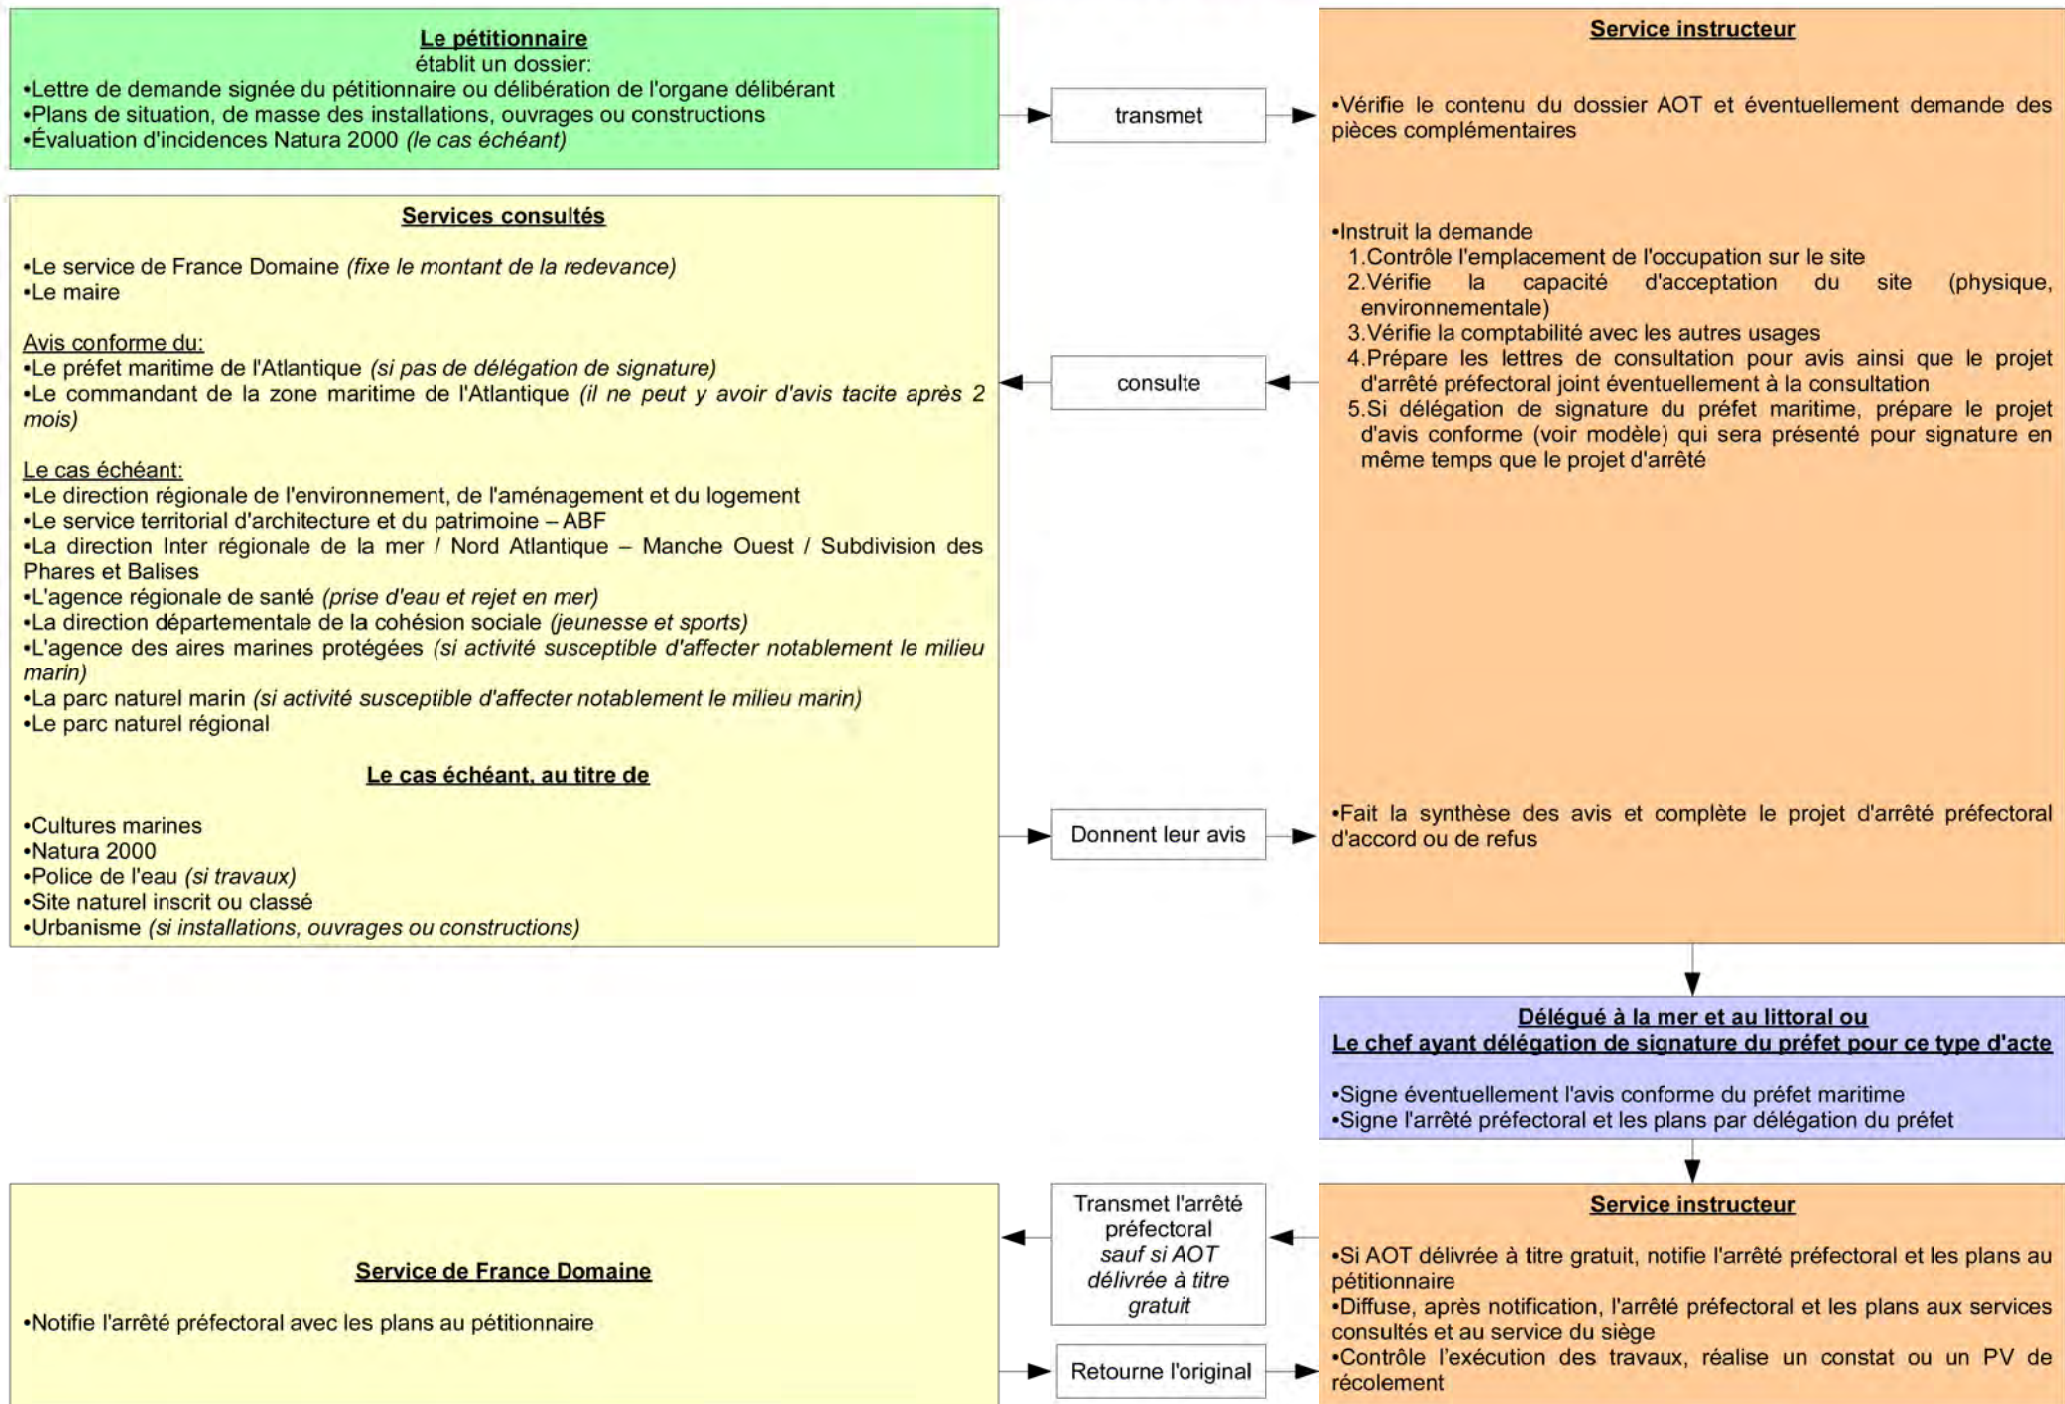 Le pétitionnaire
établit un dossier:
•Lettre de demande signée du pétitionnaire ou délibération de l'organe délibérant
•Plans de situation, de masse des installations, ouvrages ou constructions
•Évaluation d'incidences Natura 2000 (le cas échéant)
transmet
Service instructeur
•Vérifie le contenu du dossier AOT et éventuellement demande des
pièces complémentaires
•Instruit la demande
1.Contrôle l'emplacement de l'occupation sur le site
2.Vérifie la capacité d'acceptation du site (physique,
environnementale)
3.Vérifie la comptabilité avec les autres usages
4.Prépare les lettres de consultation pour avis ainsi que le projet
d'arrêté préfectoral joint éventuellement à la consultation
5.Si délégation de signature du préfet maritime, prépare le projet
d'avis conforme (voir modèle) qui sera présenté pour signature en
même temps que le projet d'arrêté
consulte
Services consultés
•Le service de France Domaine (fixe le montant de la redevance)
•Le maire
Avis conforme du:
•Le préfet maritime de l'Atlantique (si pas de délégation de signature)
•Le commandant de la zone maritime de l'Atlantique (il ne peut y avoir d'avis tacite après 2
mois)
Le cas échéant:
•Le direction régionale de l'environnement, de l'aménagement et du logement
•Le service territorial d'architecture et du patrimoine – ABF
•La direction Inter régionale de la mer / Nord Atlantique – Manche Ouest / Subdivision des
Phares et Balises
•L'agence régionale de santé (prise d'eau et rejet en mer)
•La direction départementale de la cohésion sociale (jeunesse et sports)
•L'agence des aires marines protégées (si activité susceptible d'affecter notablement le milieu
marin)
•La parc naturel marin (si activité susceptible d'affecter notablement le milieu marin)
•Le parc naturel régional
Le cas échéant, au titre de
•Cultures marines
•Natura 2000
•Police de l'eau (si travaux)
•Site naturel inscrit ou classé
•Urbanisme (si installations, ouvrages ou constructions)
Donnent leur avis
•Fait la synthèse des avis et complète le projet d'arrêté préfectoral
d'accord ou de refus
Délégué à la mer et au littoral ou
Le chef ayant délégation de signature du préfet pour ce type d'acte
•Signe éventuellement l'avis conforme du préfet maritime
•Signe l'arrêté préfectoral et les plans par délégation du préfet
Service instructeur
•Si AOT délivrée à titre gratuit, notifie l'arrêté préfectoral et les plans au
pétitionnaire
•Diffuse, après notification, l'arrêté préfectoral et les plans aux services
consultés et au service du siège
•Contrôle l'exécution des travaux, réalise un constat ou un PV de
récolement
Transmet l'arrêté
préfectoral
sauf si AOT
délivrée à titre
gratuit
Service de France Domaine
•Notifie l'arrêté préfectoral avec les plans au pétitionnaire
Retourne l'original